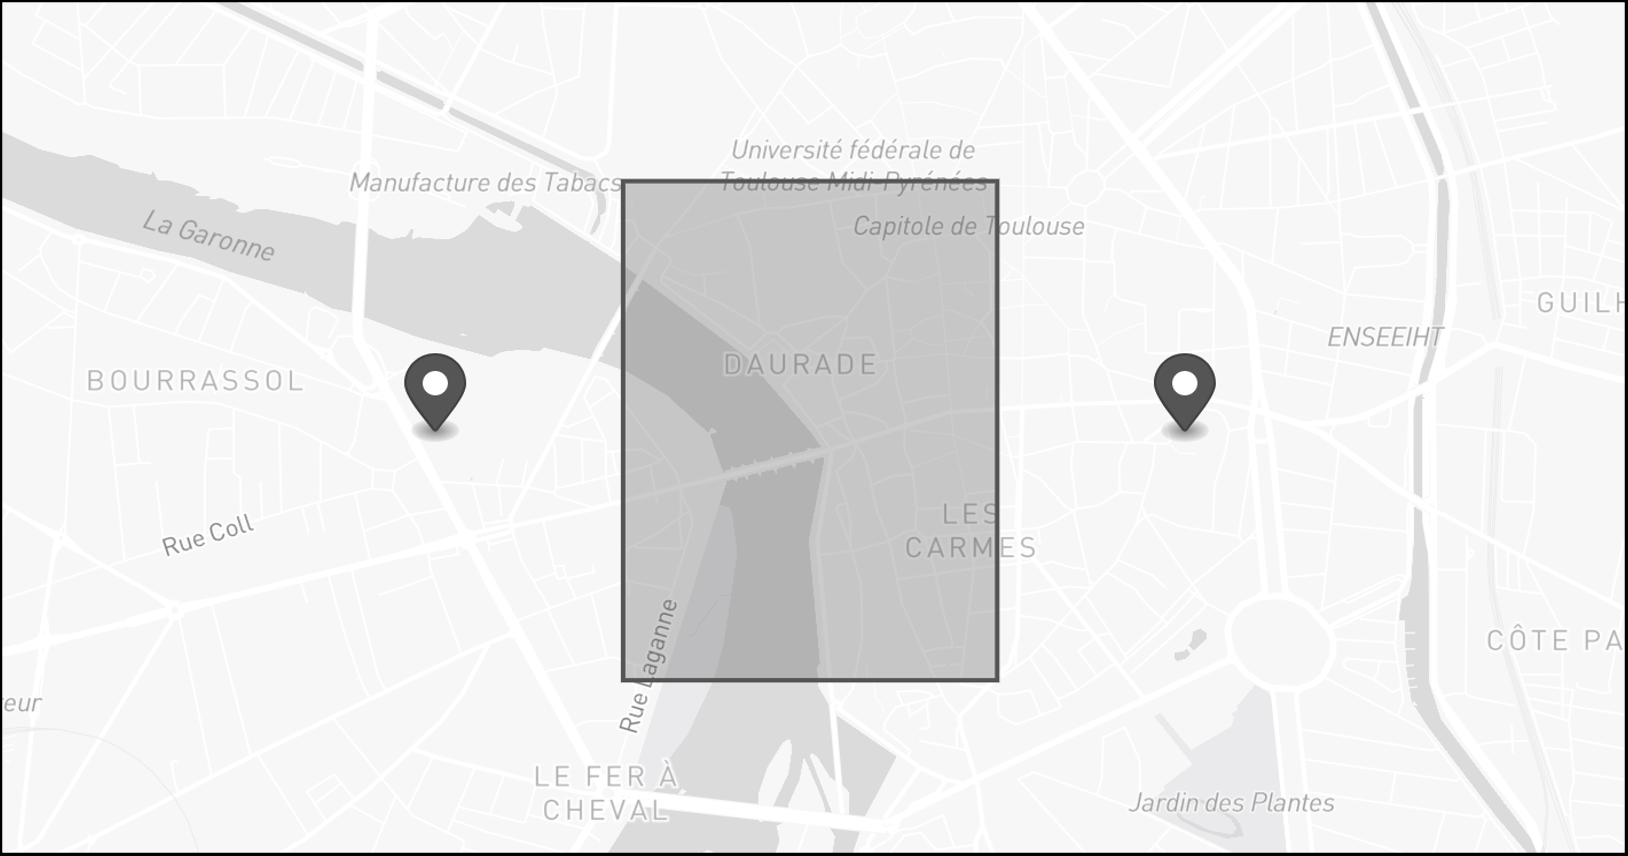 Université fédérale de
Toulouse Midi-Pyrénées
Manufacture des Tabacs
La Garonne
Capitole de Toulouse
GUILH
ENSEEIHT
DAURADE
BOURRASSOL
LES
CARMES
Rue Coll
Rue Laganne
CÔTE PA
eur
LE FER À
CHEVAL
Jardin des Plantes